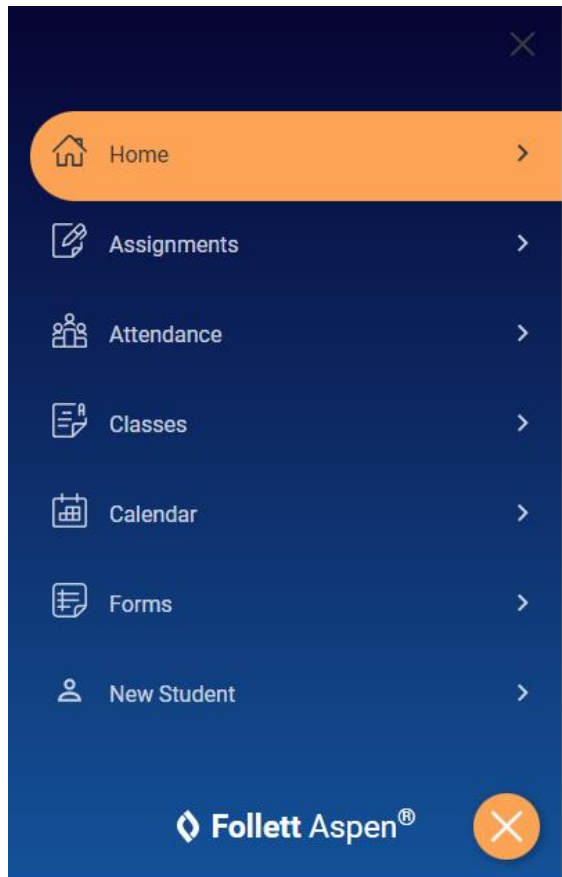 Home
Assignments
Attendance
Classes
Calendar
Forms
New Student
Follett Aspen®